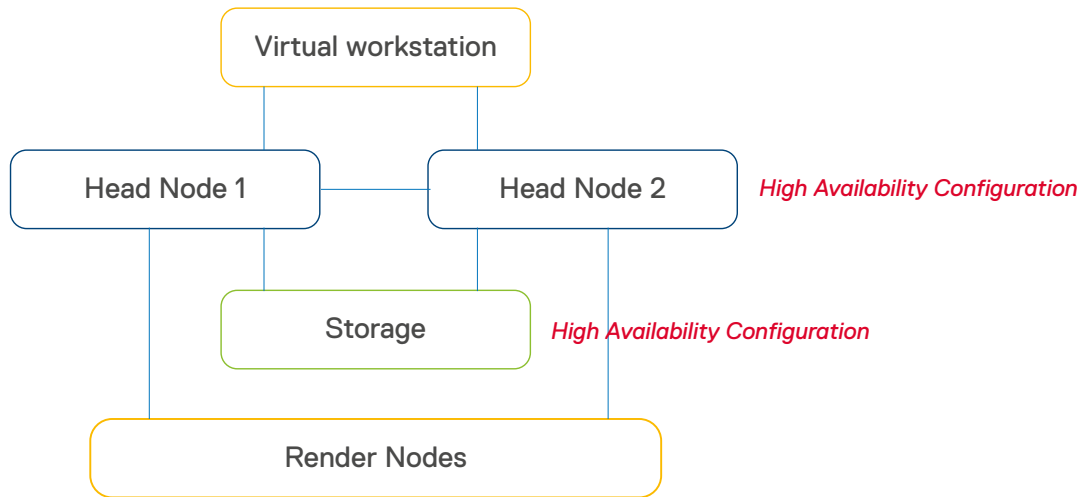 Virtual workstation
Head Node 1
Head Node 2
High Availability Configuration
Storage
High Availability Configuration
Render Nodes